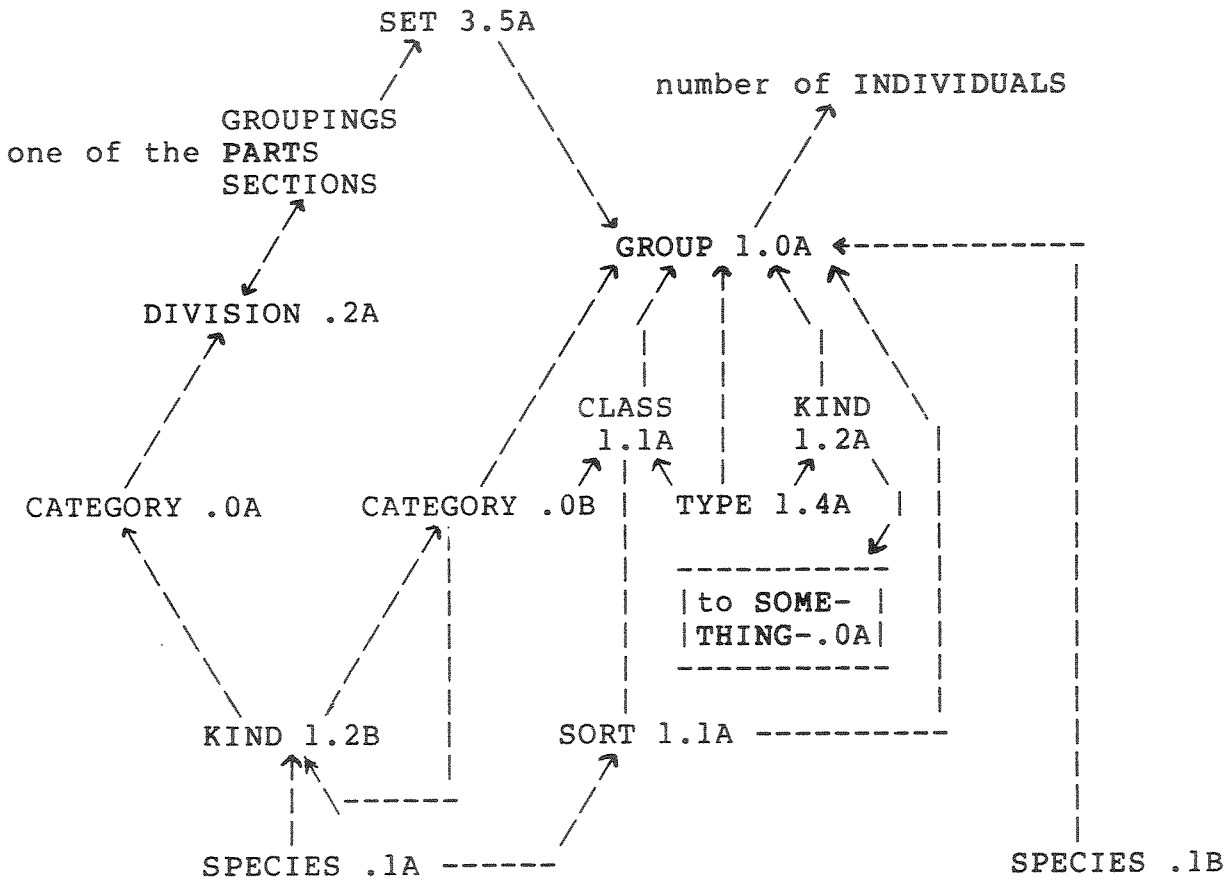 SET 3.5A
number of INDIVIDUALS
GROUPINGS
one of the PARTS
SECTIONS
GROUP 1.0A
DIVISION .2A
CLASS KIND
1.1A 1.2A
CATEGORY .0A CATEGORY .0B TYPE 1.4A
to SOME-
THING-.0A
KIND 1.2B SORT 1.1A
SPECIES .1A SPECIES .1B